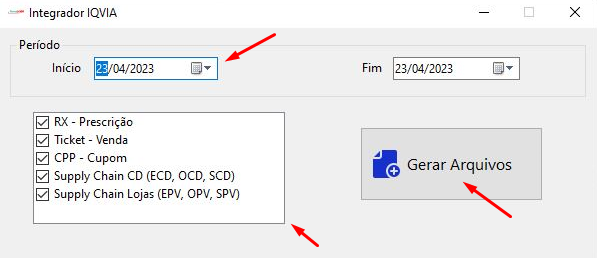 Integrador IQVIA
Período
Início 23/04/2023 Fim 23/04/2023
RX - Prescrição
Ticket - Venda
CPP - Cupom
Supply Chain CD (ECD, OCD, SCD)
Supply Chain Lojas (EPV, OPV, SPV)
Gerar Arquivos